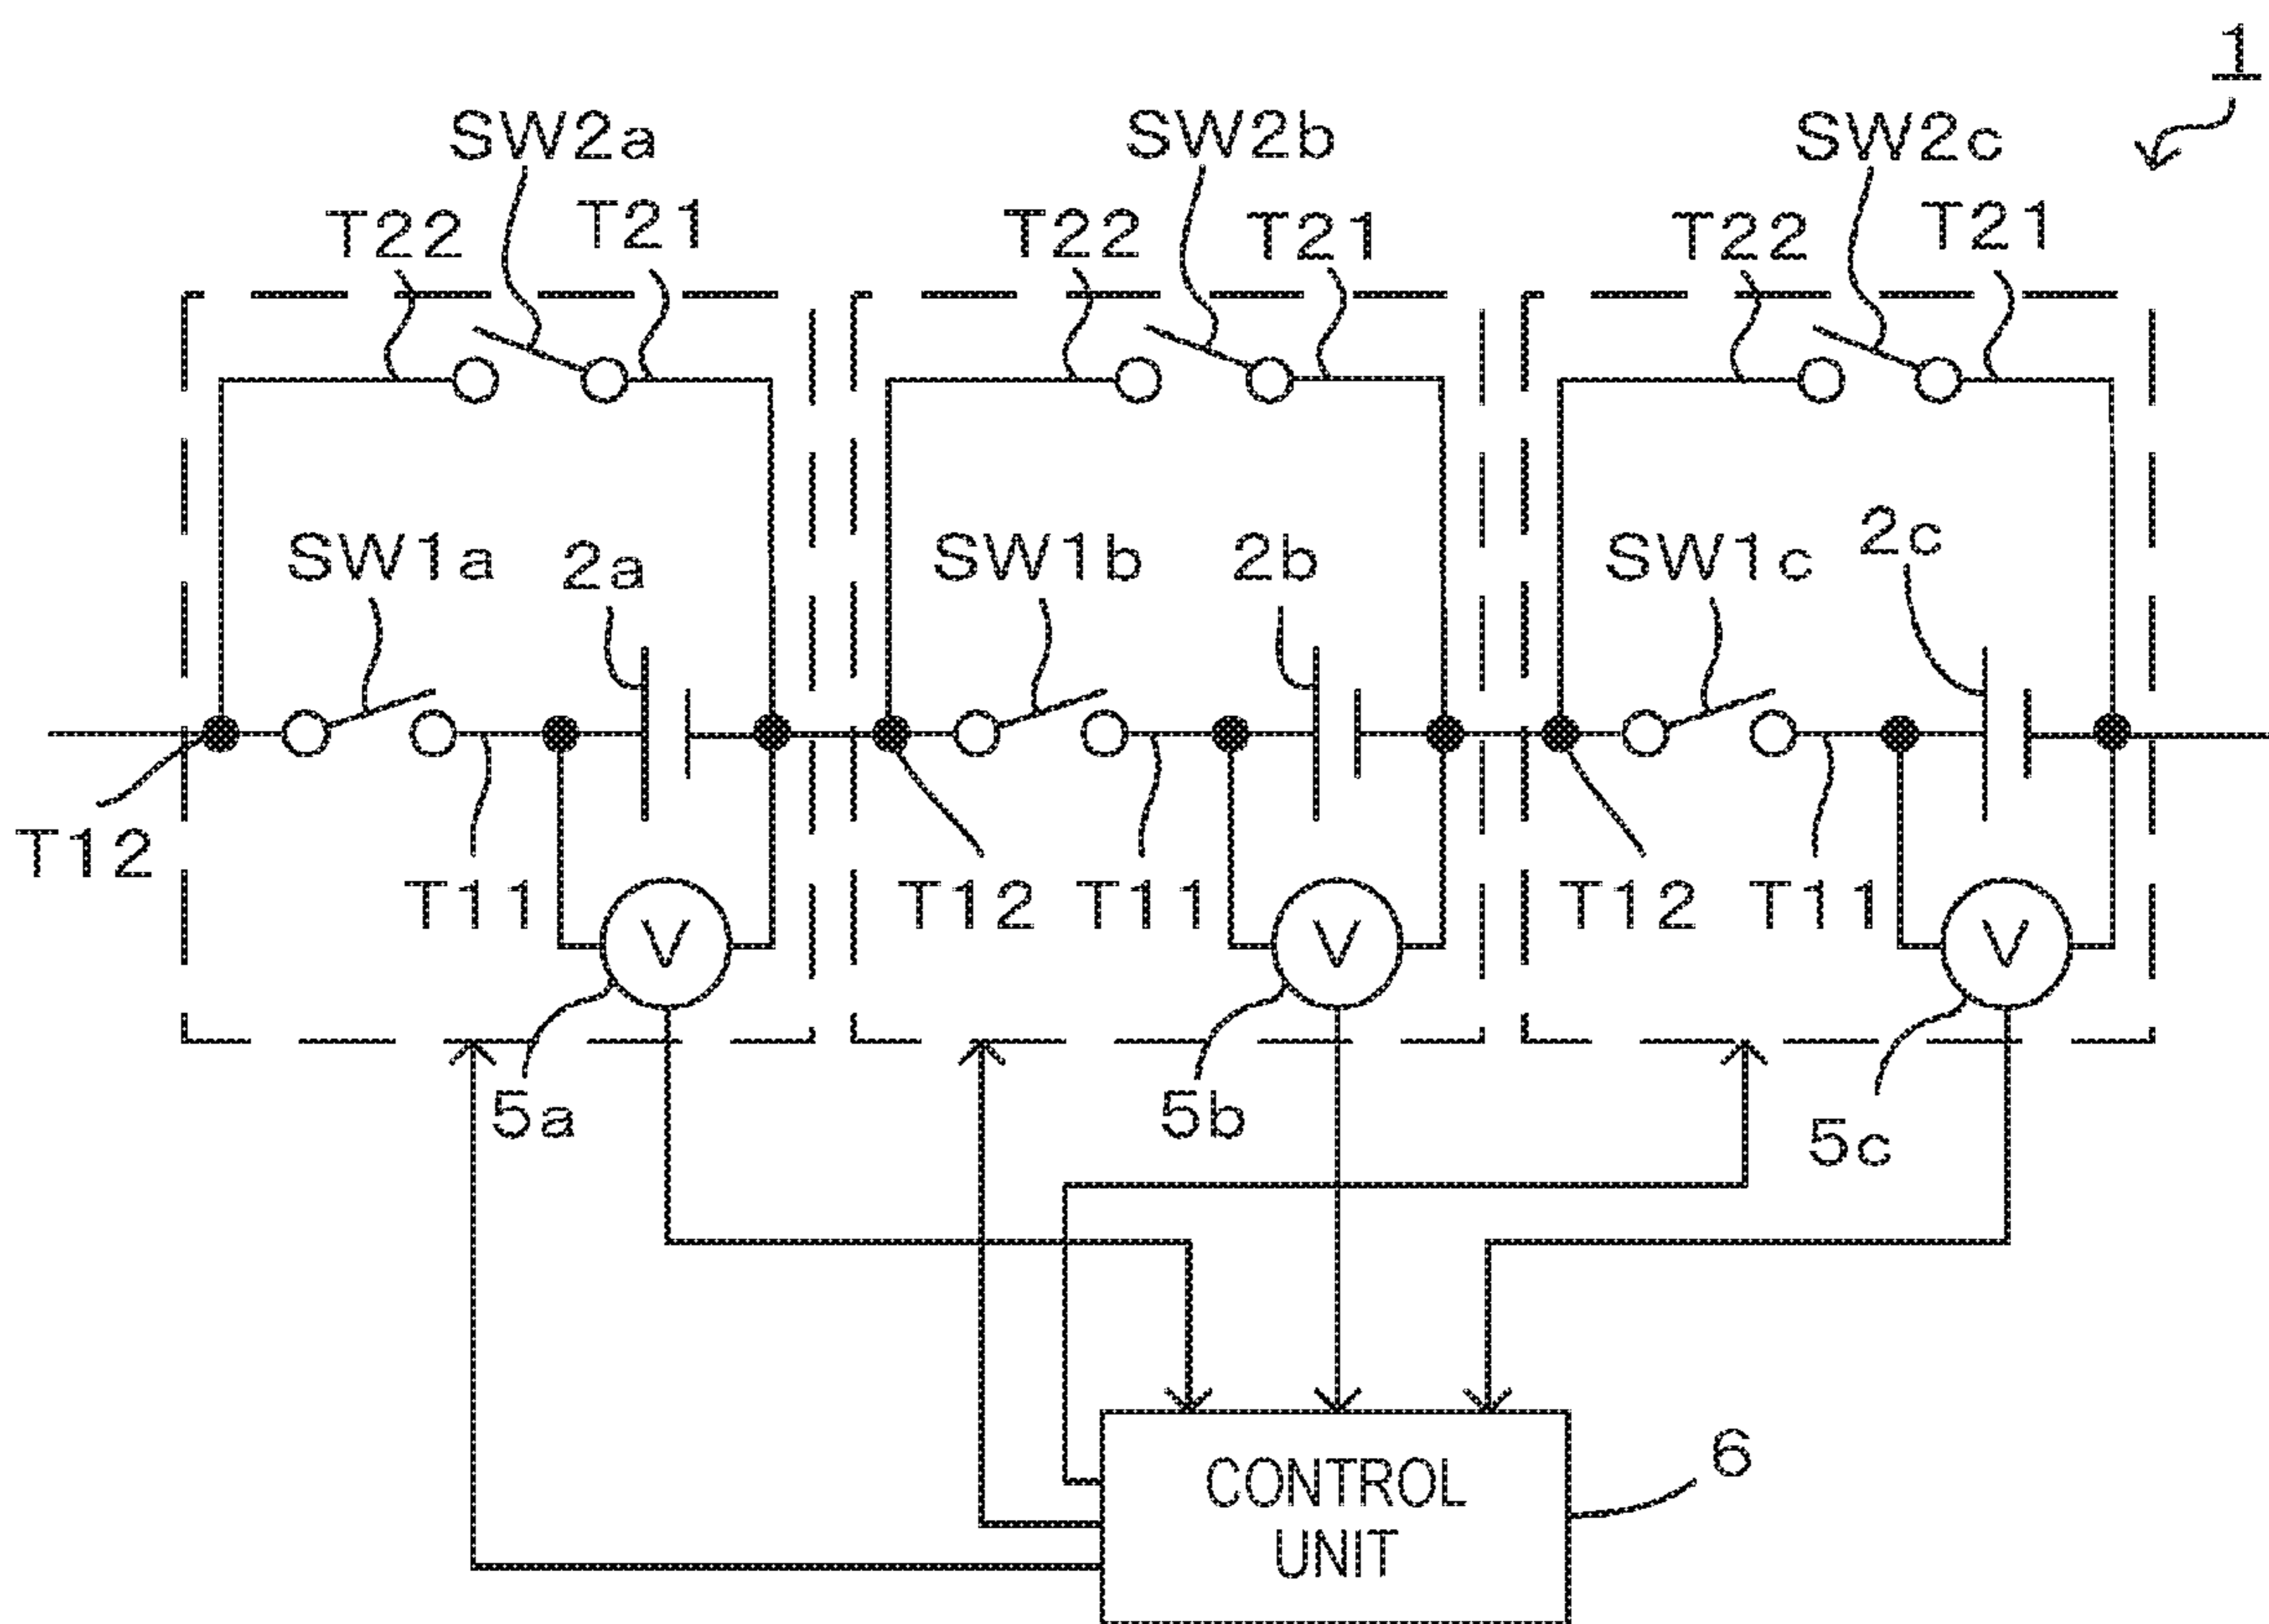 1
SW2a SW2b SW2c
T22 T21 T22 T21 T22 T21
SW1a 2a SW1b 2b SW1c 2c
T12 T11 T12 T11 T12 T11
V V V
5a 5b 5c
6
CONTROL
UNIT